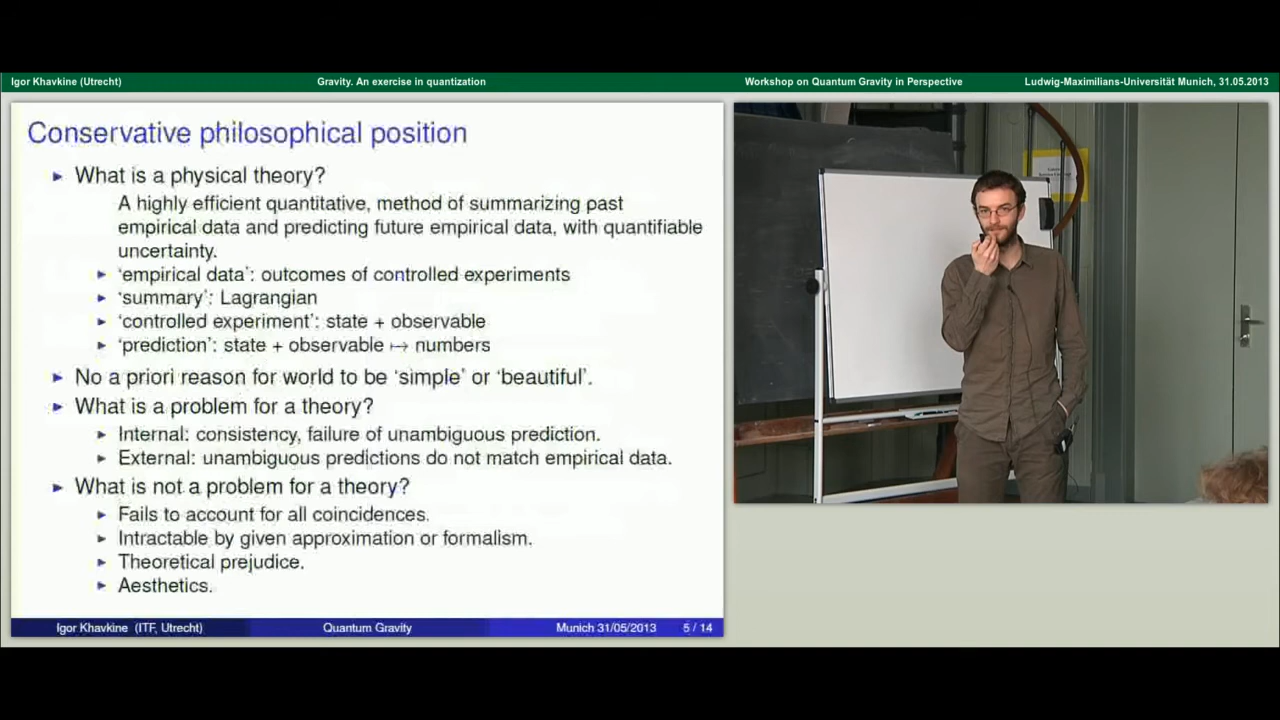 Igor Khavkine (Utrecht)
Gravity. An exercise in quantization
Workshop on Quantum Gravity in Perspective
Ludwig-Maximilians-Universität Munich, 31.05.2013
Conservative philosophical position
What is a physical theory?
A highly efficient quantitative, method of summarizing past
empirical data and predicting future empirical data, with quantifiable
uncertainty.
'empirical data': outcomes of controlled experiments
'summary': Lagrangian
'controlled experiment': state + observable
'prediction': state + observable ↦ numbers
No a priori reason for world to be 'simple' or 'beautiful'.
What is a problem for a theory?
Internal: consistency, failure of unambiguous prediction.
External: unambiguous predictions do not match empirical data.
What is not a problem for a theory?
Fails to account for all coincidences.
Intractable by given approximation or formalism.
Theoretical prejudice.
Aesthetics.
Igor Khavkine (ITF, Utrecht)
Quantum Gravity
Munich 31/05/2013
5 / 14